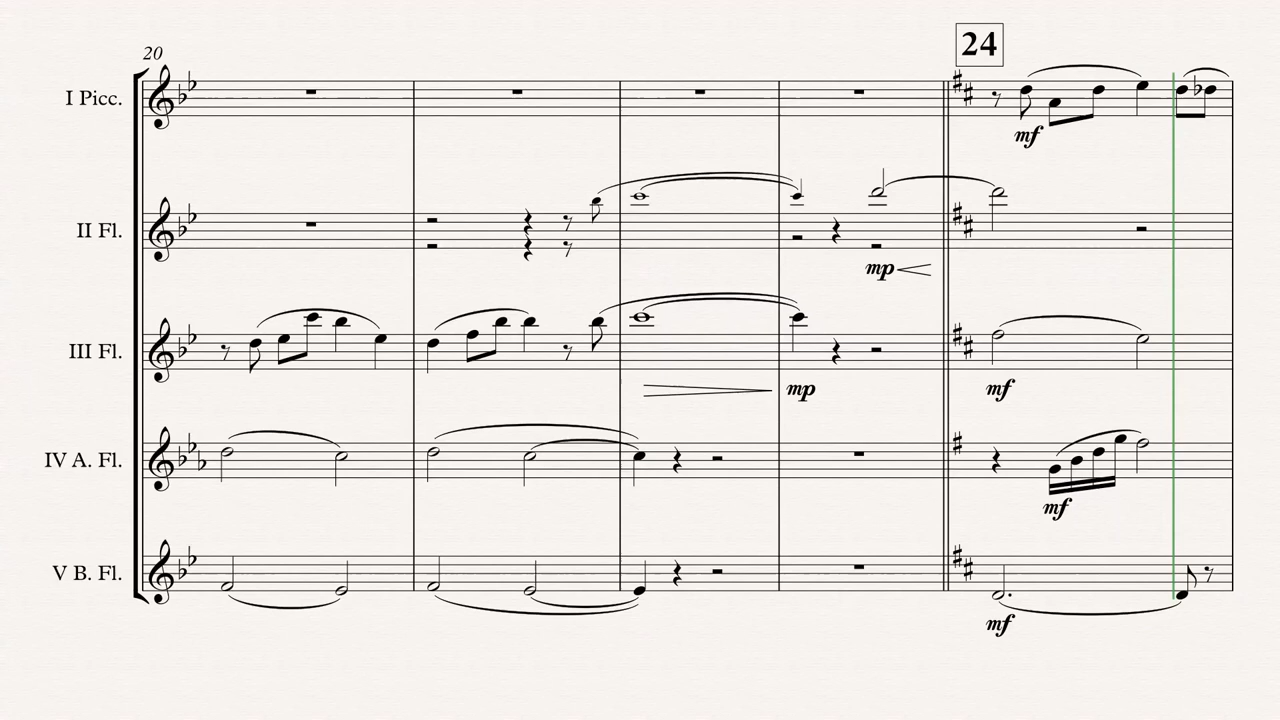 20
24
I Picc.
mf
II Fl.
mp
III Fl.
mp
mf
IV A. Fl.
mf
V B. Fl.
mf